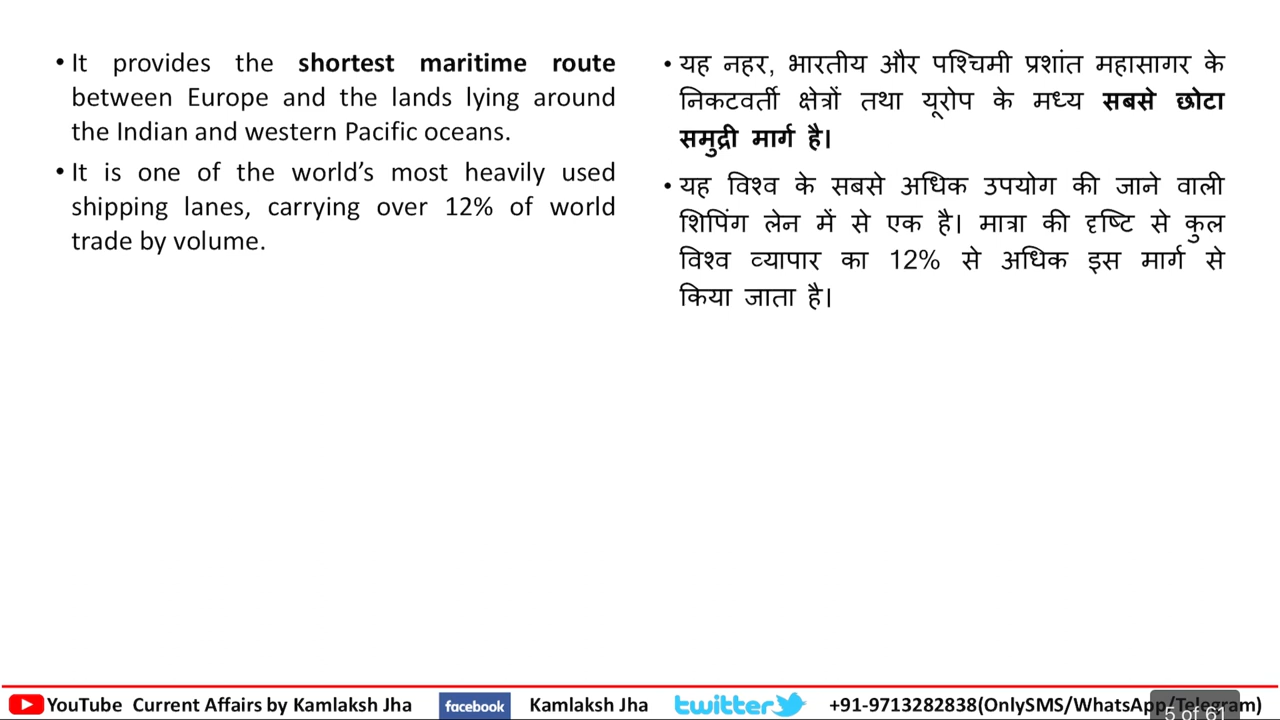 • It provides the shortest maritime route
between Europe and the lands lying around
the Indian and western Pacific oceans.
• It is one of the world’s most heavily used
shipping lanes, carrying over 12% of world
trade by volume.
• यह नहर, भारतीय और पश्चिमी प्रशांत महासागर के
निकटवर्ती क्षेत्रों तथा यूरोप के मध्य सबसे छोटा
समुद्री मार्ग है।
• यह विश्व के सबसे अधिक उपयोग की जाने वाली
शिपिंग लेन में से एक है। मात्रा की दृष्टि से कुल
विश्व व्यापार का 12% से अधिक इस मार्ग से
किया जाता है।
YouTube Current Affairs by Kamlaksh Jha facebook Kamlaksh Jha twitter +91-9713282838(OnlySMS/WhatsApp/Telegram)
5 of 61